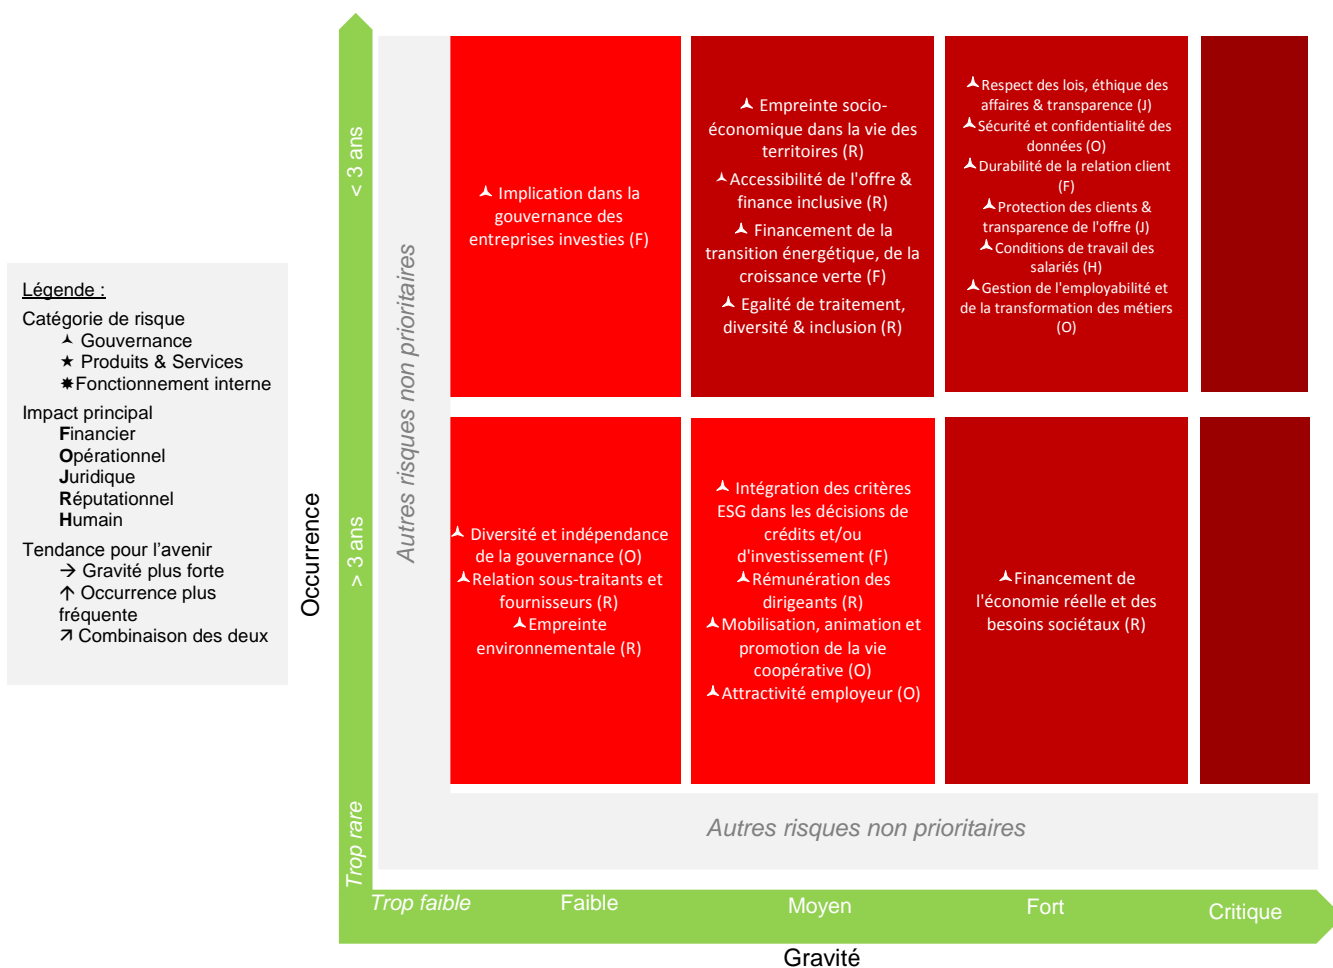 Légende :
Catégorie de risque
Gouvernance
★ Produits & Services
Fonctionnement interne
Impact principal
Financier
Opérationnel
Juridique
Réputationnel
Humain
Tendance pour l'avenir
→ Gravité plus forte
↑ Occurrence plus
fréquente
↗ Combinaison des deux
Occurrence
< 3 ans
> 3 ans
Trop rare
Autres risques non prioritaires
Implication dans la
gouvernance des
entreprises investies (F)
Empreinte socio-
économique dans la vie des
territoires (R)
Accessibilité de l'offre &
finance inclusive (R)
Financement de la
transition énergétique, de la
croissance verte (F)
Egalité de traitement,
diversité & inclusion (R)
Respect des lois, éthique des
affaires & transparence (J)
Sécurité et confidentialité des
données (O)
Durabilité de la relation client
(F)
Protection des clients &
transparence de l'offre (J)
Conditions de travail des
salariés (H)
Gestion de l'employabilité et
de la transformation des métiers
(O)
Diversité et indépendance
de la gouvernance (O)
Relation sous-traitants et
fournisseurs (R)
Empreinte
environnementale (R)
Intégration des critères
ESG dans les décisions de
crédits et/ou
d'investissement (F)
Rémunération des
dirigeants (R)
Mobilisation, animation et
promotion de la vie
coopérative (O)
Attractivité employeur (O)
Financement de
l'économie réelle et des
besoins sociétaux (R)
Autres risques non prioritaires
Trop faible
Faible
Moyen
Fort
Critique
Gravité